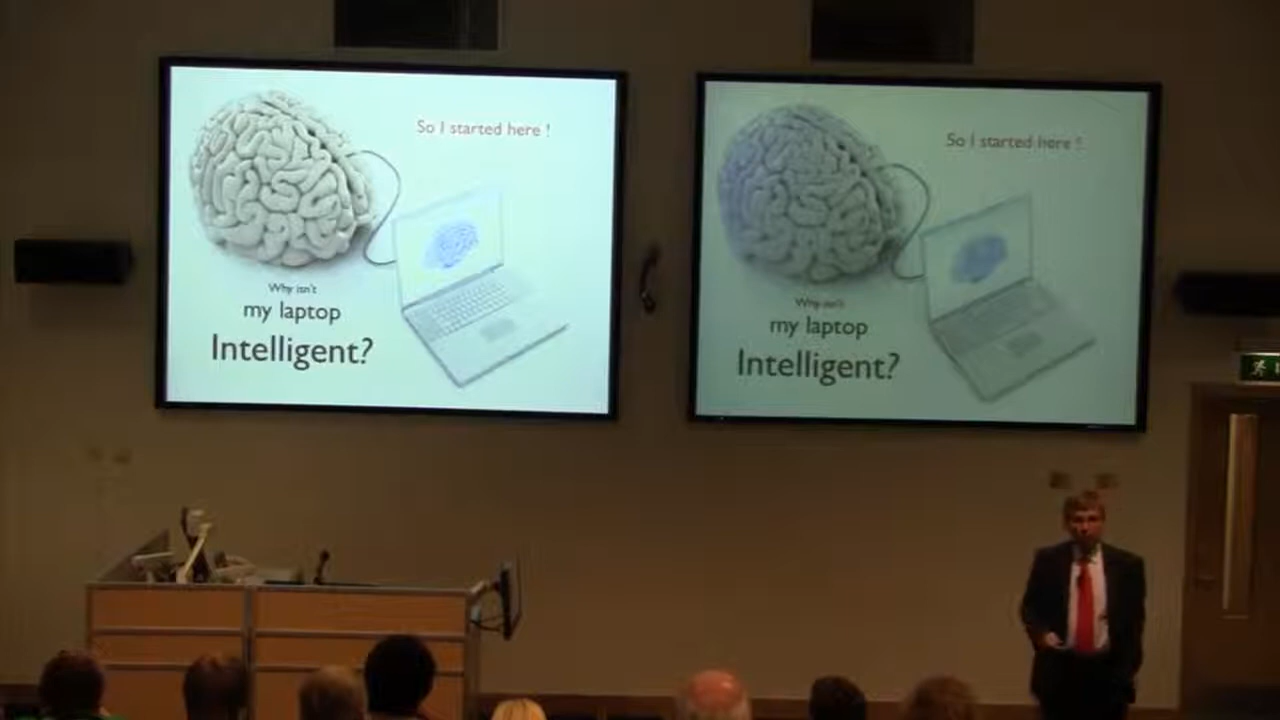 So I started here !
Why isn't
my laptop
Intelligent?
So I started here !
Why isn't
my laptop
Intelligent?